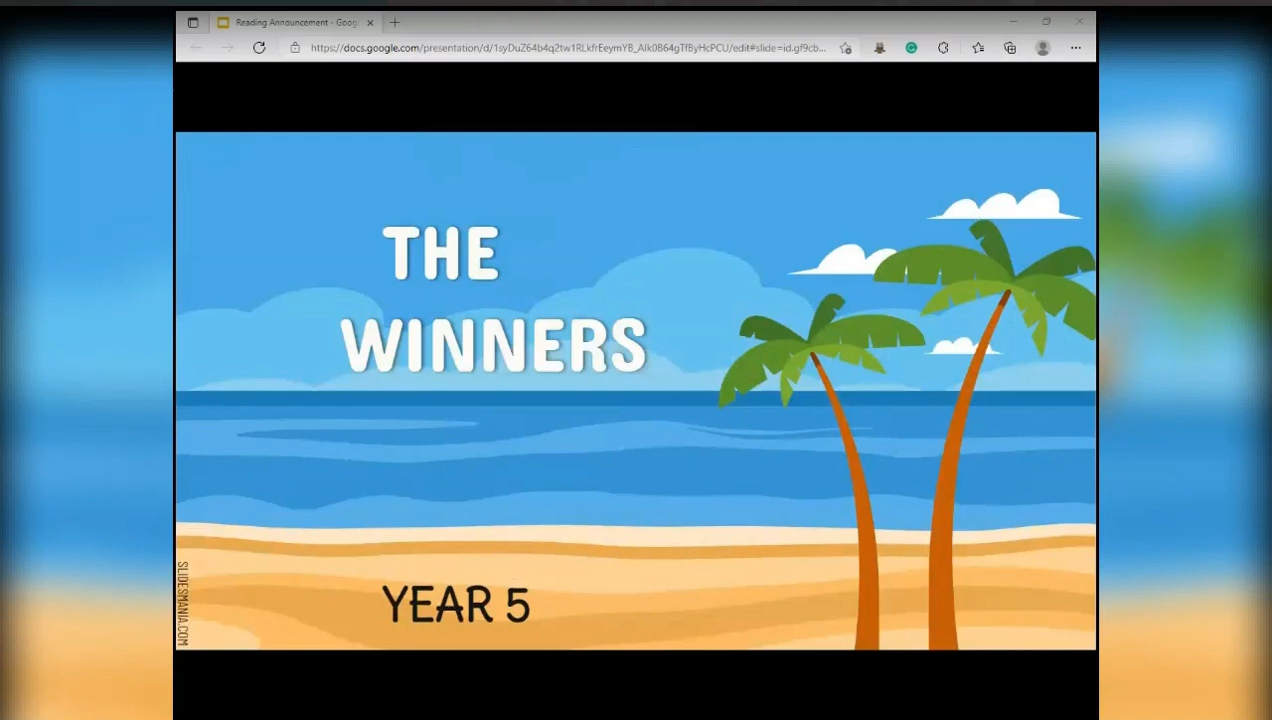 Reading Announcement - Goog
https://docs.google.com/presentation/d/1syDuZ64b4q2tw1RLkfrEeymYB_AIk0B64gTfByHcPCU/edit#slide=id.gf9cb...
THE
WINNERS
YEAR 5
SLIDESMANIA.COM